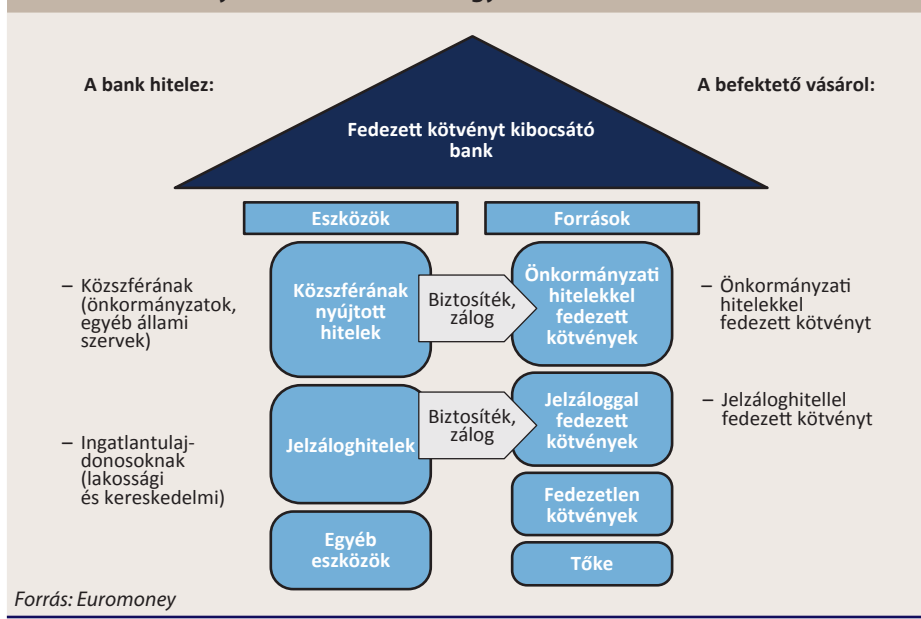 A bank hitelez:
A befektető vásárol:
Fedezett kötvényt kibocsátó
bank
Eszközök
Források
– Közszférának
(önkormányzatok,
egyéb állami
szervek)
Közszférának
nyújtott
hitelek
Biztosíték,
zálog
Önkormányzati
hitelekkel
fedezett
kötvények
– Önkormányzati
hitelekkel
fedezett kötvényt
– Ingatlantulaj-
donosoknak
(lakossági
és kereskedelmi)
Jelzáloghitelek
Biztosíték,
zálog
Jelzáloggal
fedezett
kötvények
– Jelzáloghitellel
fedezett kötvényt
Egyéb
eszközök
Fedezetlen
kötvények
Tőke
Forrás: Euromoney